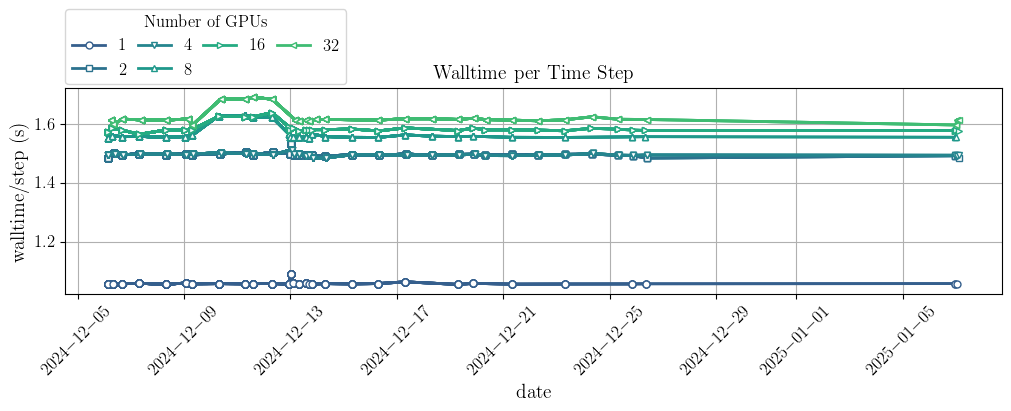 Number of GPUs
1 4 16 32
2 8
Walltime per Time Step
walltime/step (s)
1.6
1.4
1.2
2024−12−05
2024−12−09
2024−12−13
2024−12−17
2024−12−21
2024−12−25
2024−12−29
2025−01−01
2025−01−05
date